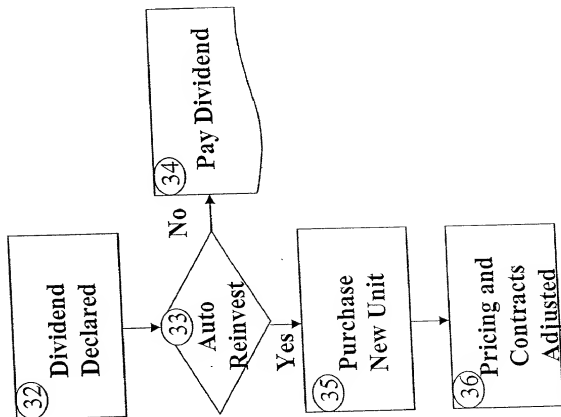 32
Dividend
Declared
33
Auto
Reinvest
No
34
Pay Dividend
Yes
35
Purchase
New Unit
36
Pricing and
Contracts
Adjusted